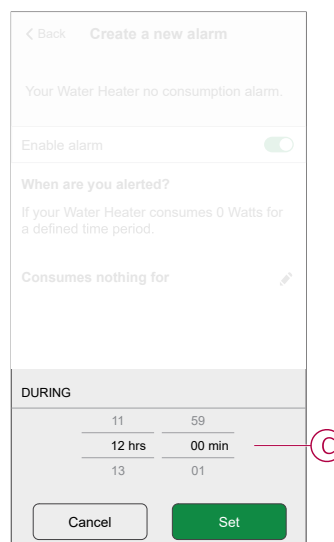 Back Create a new alarm
Your Water Heater no consumption alarm.
Enable alarm
When are you alerted?
If your Water Heater consumes 0 Watts for
a defined time period.
Consumes nothing for
DURING
11 59
12 hrs 00 min
C
13 01
Cancel Set